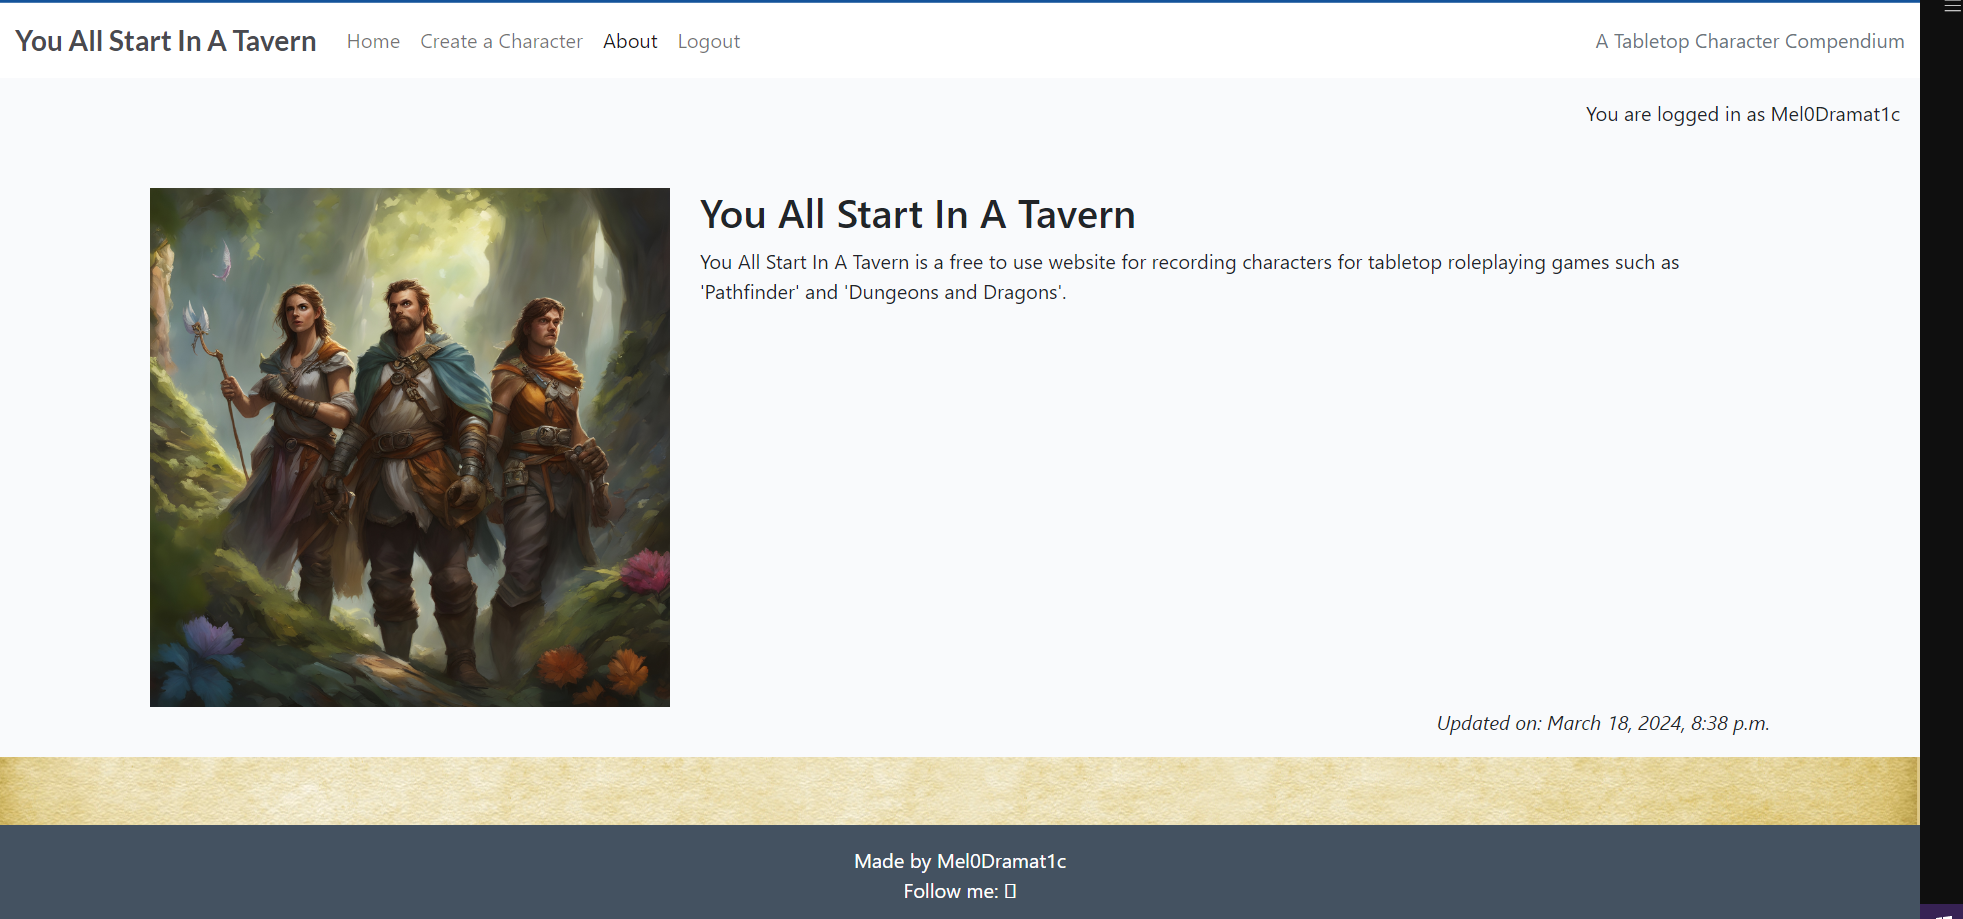 You All Start In A Tavern Home Create a Character About Logout A Tabletop Character Compendium
You are logged in as Mel0Dramat1c
You All Start In A Tavern
You All Start In A Tavern is a free to use website for recording characters for tabletop roleplaying games such as
'Pathfinder' and 'Dungeons and Dragons'.
Updated on: March 18, 2024, 8:38 p.m.
Made by Mel0Dramat1c
Follow me: